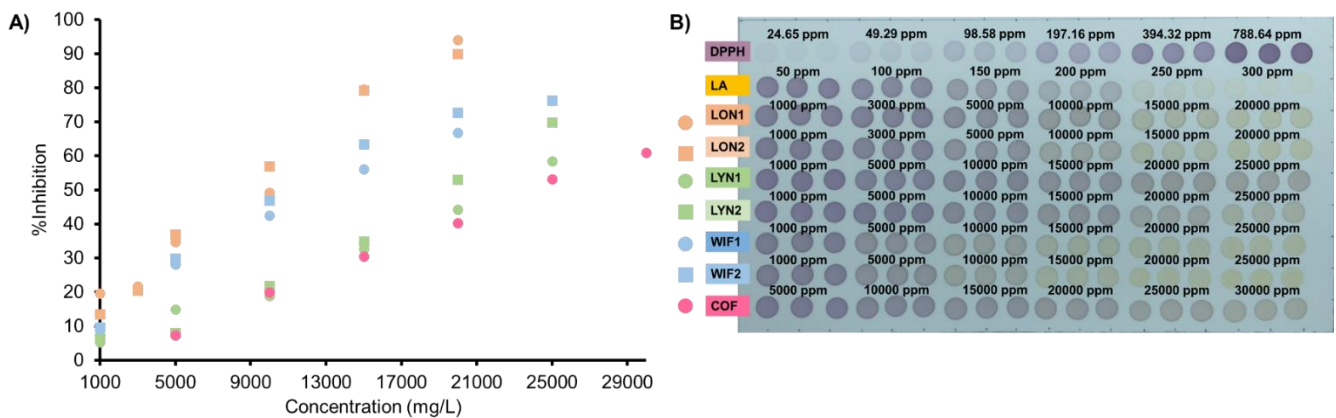 A)
100
90
80
70
60
50
40
30
20
10
0
%Inhibition
1000 5000 9000 13000 17000 21000 25000 29000
Concentration (mg/L)
B)
24.65 ppm 49.29 ppm 98.58 ppm 197.16 ppm 394.32 ppm 788.64 ppm
DPPH
50 ppm 100 ppm 150 ppm 200 ppm 250 ppm 300 ppm
LA
1000 ppm 3000 ppm 5000 ppm 10000 ppm 15000 ppm 20000 ppm
LON1
1000 ppm 3000 ppm 5000 ppm 10000 ppm 15000 ppm 20000 ppm
LON2
1000 ppm 5000 ppm 10000 ppm 15000 ppm 20000 ppm 25000 ppm
LYN1
1000 ppm 5000 ppm 10000 ppm 15000 ppm 20000 ppm 25000 ppm
LYN2
1000 ppm 5000 ppm 10000 ppm 15000 ppm 20000 ppm 25000 ppm
WIF1
1000 ppm 5000 ppm 10000 ppm 15000 ppm 20000 ppm 25000 ppm
WIF2
5000 ppm 10000 ppm 15000 ppm 20000 ppm 25000 ppm 30000 ppm
COF